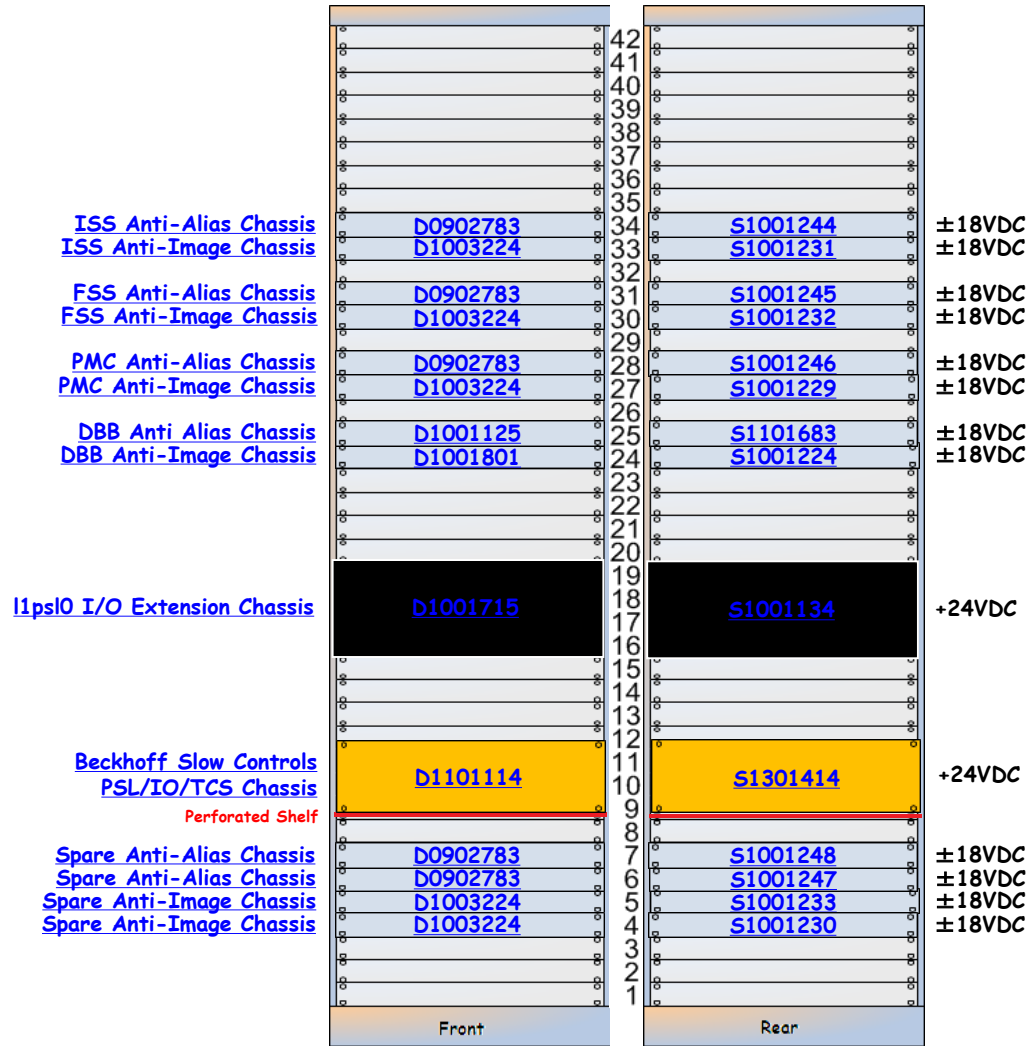 42
41
40
39
38
37
36
35
ISS Anti-Alias Chassis D0902783 34 S1001244 ±18VDC
ISS Anti-Image Chassis D1003224 33 S1001231 ±18VDC
32
FSS Anti-Alias Chassis D0902783 31 S1001245 ±18VDC
FSS Anti-Image Chassis D1003224 30 S1001232 ±18VDC
29
PMC Anti-Alias Chassis D0902783 28 S1001246 ±18VDC
PMC Anti-Image Chassis D1003224 27 S1001229 ±18VDC
26
DBB Anti Alias Chassis D1001125 25 S1101683 ±18VDC
DBB Anti-Image Chassis D1001801 24 S1001224 ±18VDC
23
22
21
20
19
18
l1psl0 I/O Extension Chassis D1001715 S1001134 +24VDC
17
16
15
14
13
12
Beckhoff Slow Controls 11
PSL/IO/TCS Chassis D1101114 10 S1301414 +24VDC
Perforated Shelf 9
8
Spare Anti-Alias Chassis D0902783 7 S1001248 ±18VDC
Spare Anti-Alias Chassis D0902783 6 S1001247 ±18VDC
Spare Anti-Image Chassis D1003224 5 S1001233 ±18VDC
Spare Anti-Image Chassis D1003224 4 S1001230 ±18VDC
3
2
1
Front Rear